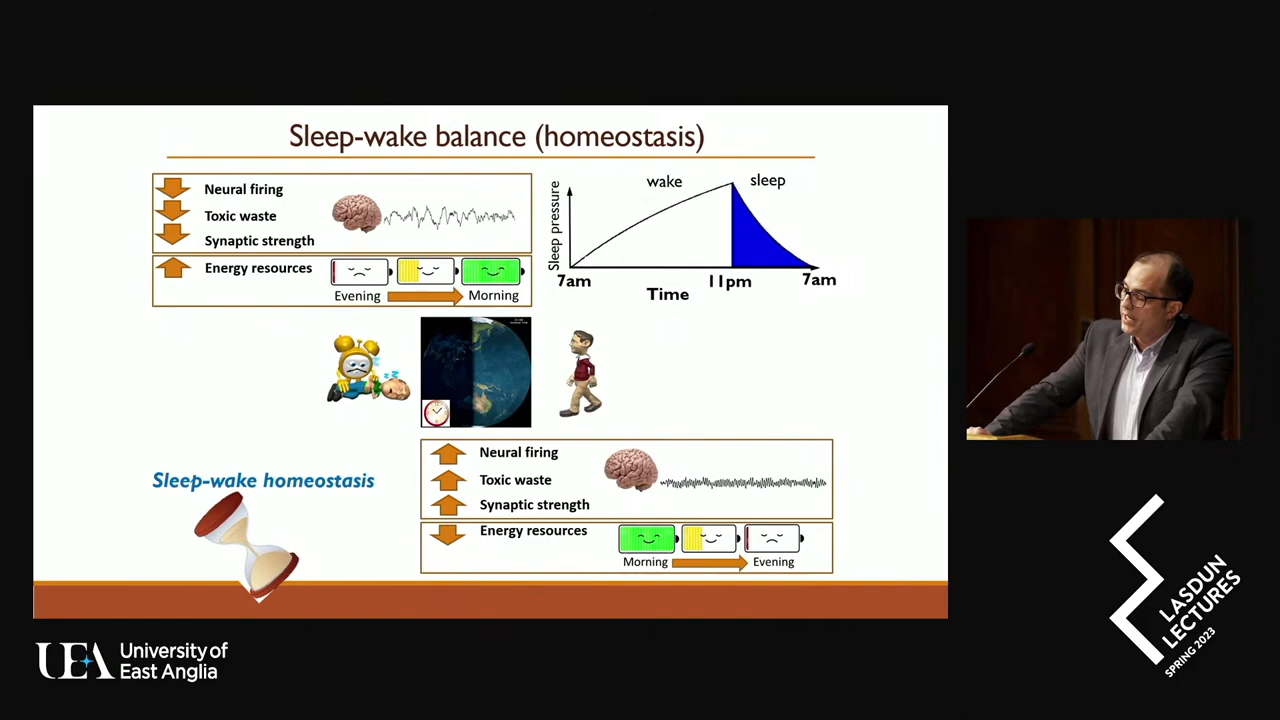 Sleep-wake balance (homeostasis)
Neural firing
Toxic waste
Synaptic strength
Energy resources
Evening
Morning
Sleep pressure
wake
sleep
7am
11pm
7am
Time
Neural firing
Toxic waste
Synaptic strength
Energy resources
Morning
Evening
Sleep-wake homeostasis
UEA University of
East Anglia
LASDUN
LECTURES
SPRING 2023